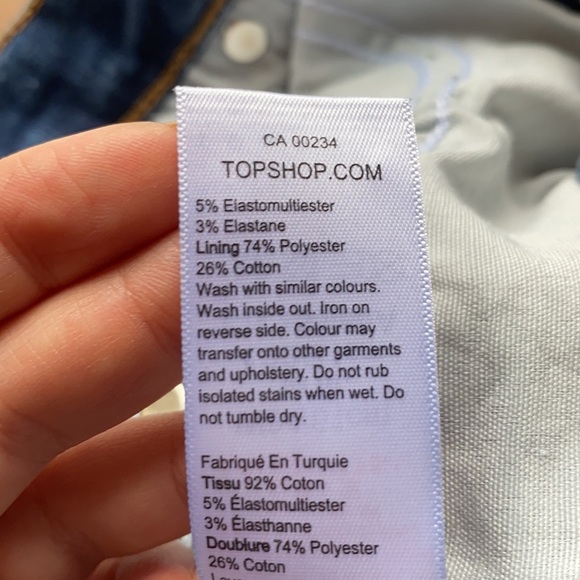 CA 00234
TOPSHOP.COM
5% Elastomultiester
3% Elastane
Lining 74% Polyester
26% Cotton
Wash with similar colours.
Wash inside out. Iron on
reverse side. Colour may
transfer onto other garments
and upholstery. Do not rub
isolated stains when wet. Do
not tumble dry.
Fabriqué En Turquie
Tissu 92% Coton
5% Élastomultiester
3% Élasthanne
Doublure 74% Polyester
26% Coton